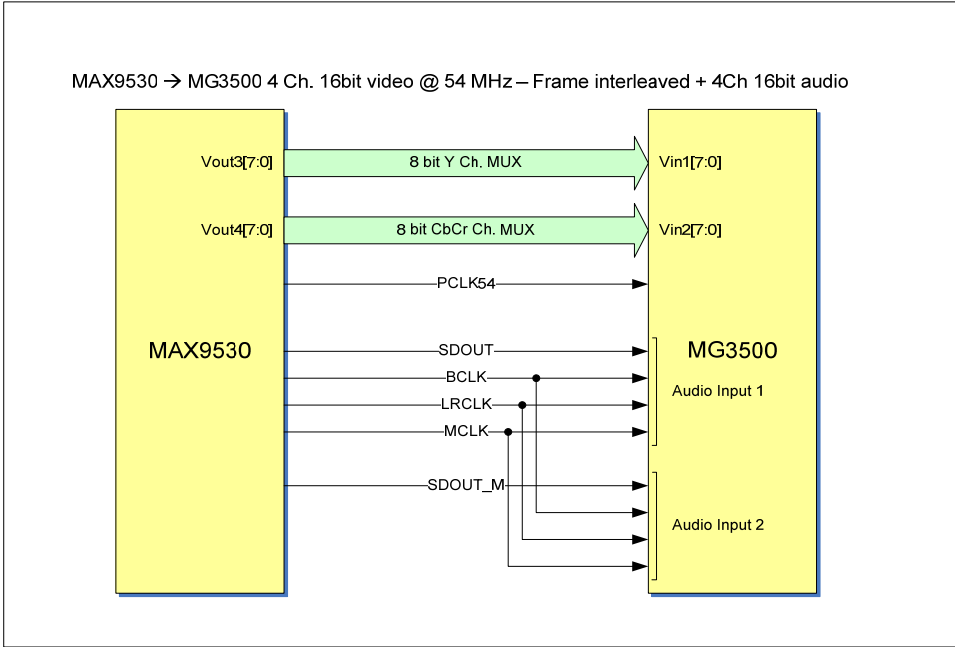 MAX9530 → MG3500 4 Ch. 16bit video @ 54 MHz – Frame interleaved + 4Ch 16bit audio
Vout3[7:0]
8 bit Y Ch. MUX
Vin1[7:0]
Vout4[7:0]
8 bit CbCr Ch. MUX
Vin2[7:0]
PCLK54
MAX9530
SDOUT
MG3500
BCLK
Audio Input 1
LRCLK
MCLK
SDOUT_M
Audio Input 2